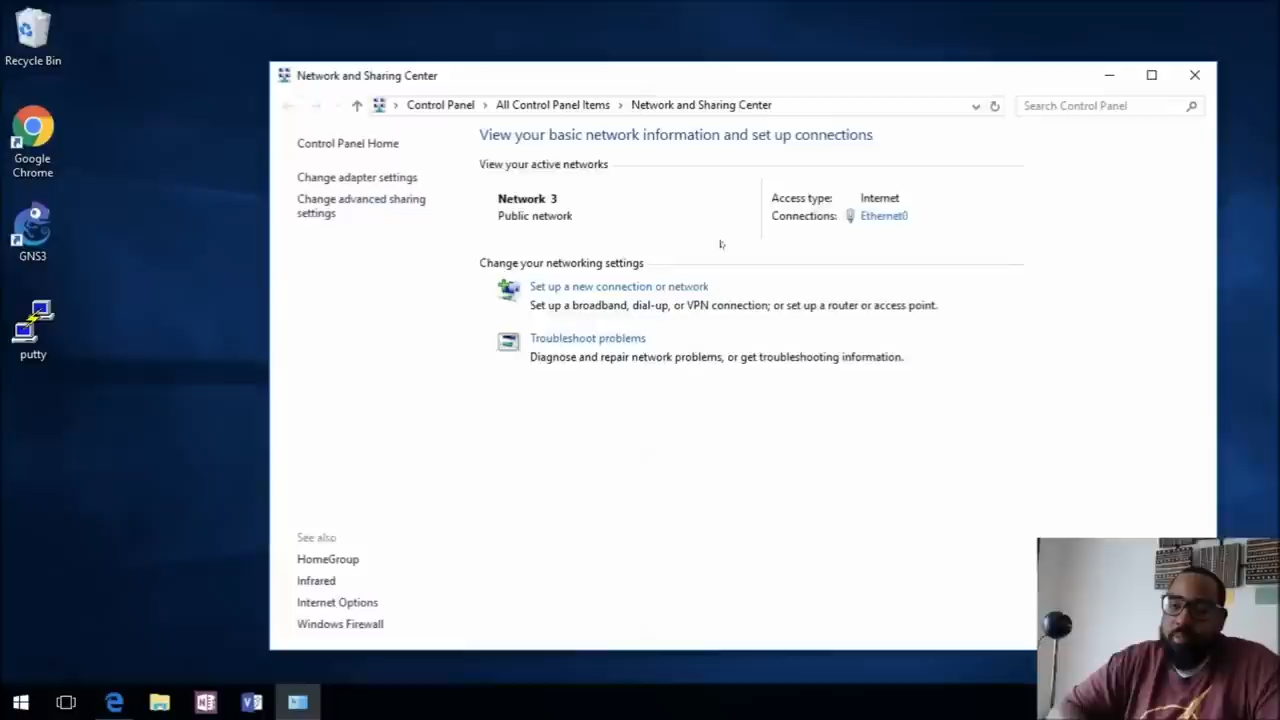 Recycle Bin
Google
Chrome
GNS3
putty
Network and Sharing Center
Control Panel
All Control Panel Items
Network and Sharing Center
Search Control Panel
Control Panel Home
Change adapter settings
Change advanced sharing
settings
See also
HomeGroup
Infrared
Internet Options
Windows Firewall
View your basic network information and set up connections
View your active networks
Network 3
Public network
Access type: Internet
Connections: Ethernet0
Change your networking settings
Set up a new connection or network
Set up a broadband, dial-up, or VPN connection; or set up a router or access point.
Troubleshoot problems
Diagnose and repair network problems, or get troubleshooting information.